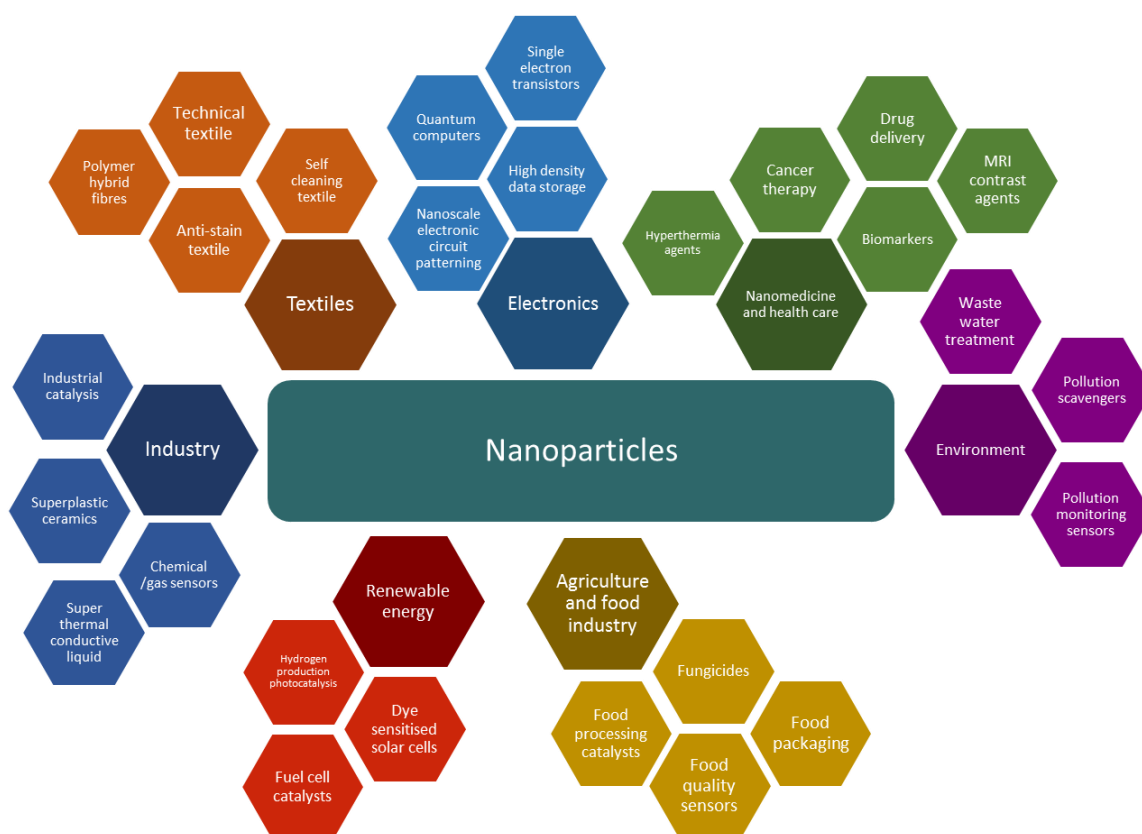 Single
electron
transistors
Technical
textile
Quantum
computers
Drug
delivery
Polymer
hybrid
fibres
Self
cleaning
textile
High density
data storage
Cancer
therapy
MRI
contrast
agents
Anti-stain
textile
Nanoscale
electronic
circuit
patterning
Hyperthermia
agents
Biomarkers
Textiles
Electronics
Nanomedicine
and health care
Waste
water
treatment
Industrial
catalysis
Pollution
scavengers
Industry
Nanoparticles
Environment
Superplastic
ceramics
Pollution
monitoring
sensors
Chemical
/gas sensors
Renewable
energy
Agriculture
and food
industry
Super
thermal
conductive
liquid
Hydrogen
production
photocatalysis
Fungicides
Dye
sensitised
solar cells
Food
processing
catalysts
Food
packaging
Fuel cell
catalysts
Food
quality
sensors